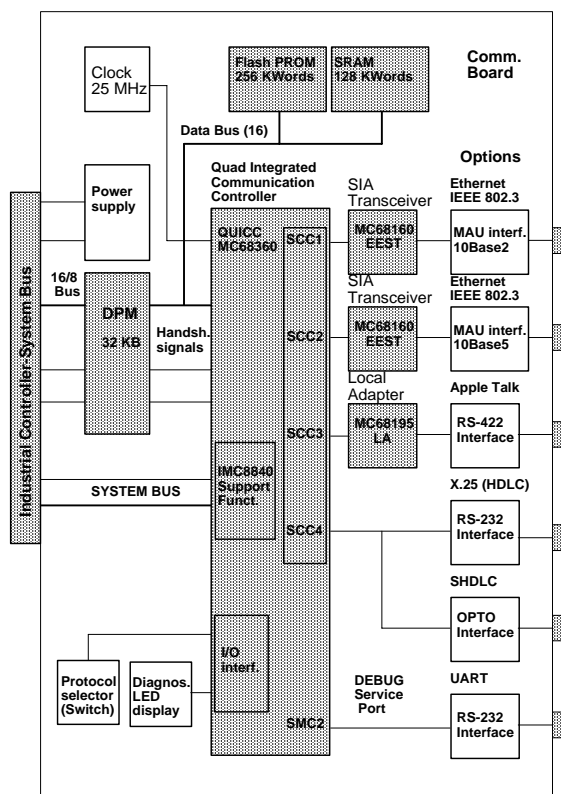 Clock
25 MHz
Flash PROM
256 KWords
SRAM
128 KWords
Comm.
Board
Data Bus (16)
Options
Quad Integrated
Communication
Controller
SIA
Transceiver
Ethernet
IEEE 802.3
Power
supply
QUICC
MC68360
SCC1
MC68160
EEST
MAU interf.
10Base2
16/8
Bus
DPM
32 KB
Handsh.
signals
SIA
Transceiver
Ethernet
IEEE 802.3
SCC2
MC68160
EEST
MAU interf.
10Base5
Local
Adapter
Apple Talk
SCC3
MC68195
LA
RS-422
Interface
Industrial Controller-System Bus
SYSTEM BUS
IMC8840
Support
Funct.
X.25 (HDLC)
SCC4
RS-232
Interface
SHDLC
OPTO
Interface
I/O
interf.
Protocol
selector
(Switch)
Diagnos.
LED
display
DEBUG
Service
Port
UART
SMC2
RS-232
Interface